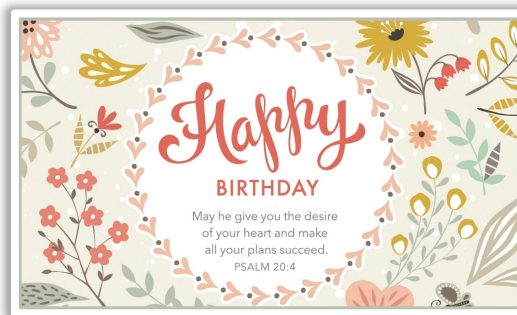 Happy
BIRTHDAY
May he give you the desire
of your heart and make
all your plans succeed.
PSALM 20:4